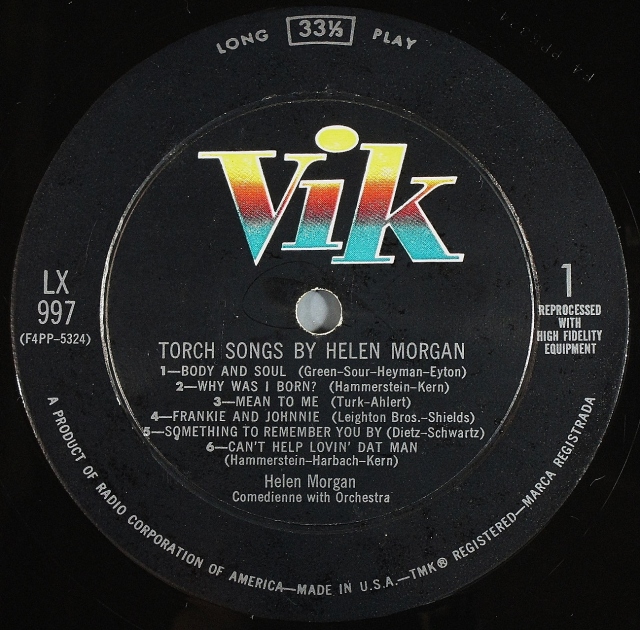 LONG 33⅓ PLAY
Vik
LX
997
(F4PP-5324)
1
REPROCESSED
WITH
HIGH FIDELITY
EQUIPMENT
TORCH SONGS BY HELEN MORGAN
1—BODY AND SOUL (Green-Sour-Heyman-Eyton)
2—WHY WAS I BORN? (Hammerstein-Kern)
3—MEAN TO ME (Turk-Ahlert)
4—FRANKIE AND JOHNNIE (Leighton Bros.-Shields)
5—SOMETHING TO REMEMBER YOU BY (Dietz-Schwartz)
6—CAN'T HELP LOVIN' DAT MAN
(Hammerstein-Harbach-Kern)
Helen Morgan
Comedienne with Orchestra
A PRODUCT OF RADIO CORPORATION OF AMERICA—MADE IN U.S.A.—TMK® REGISTERED—MARCA REGISTRADA